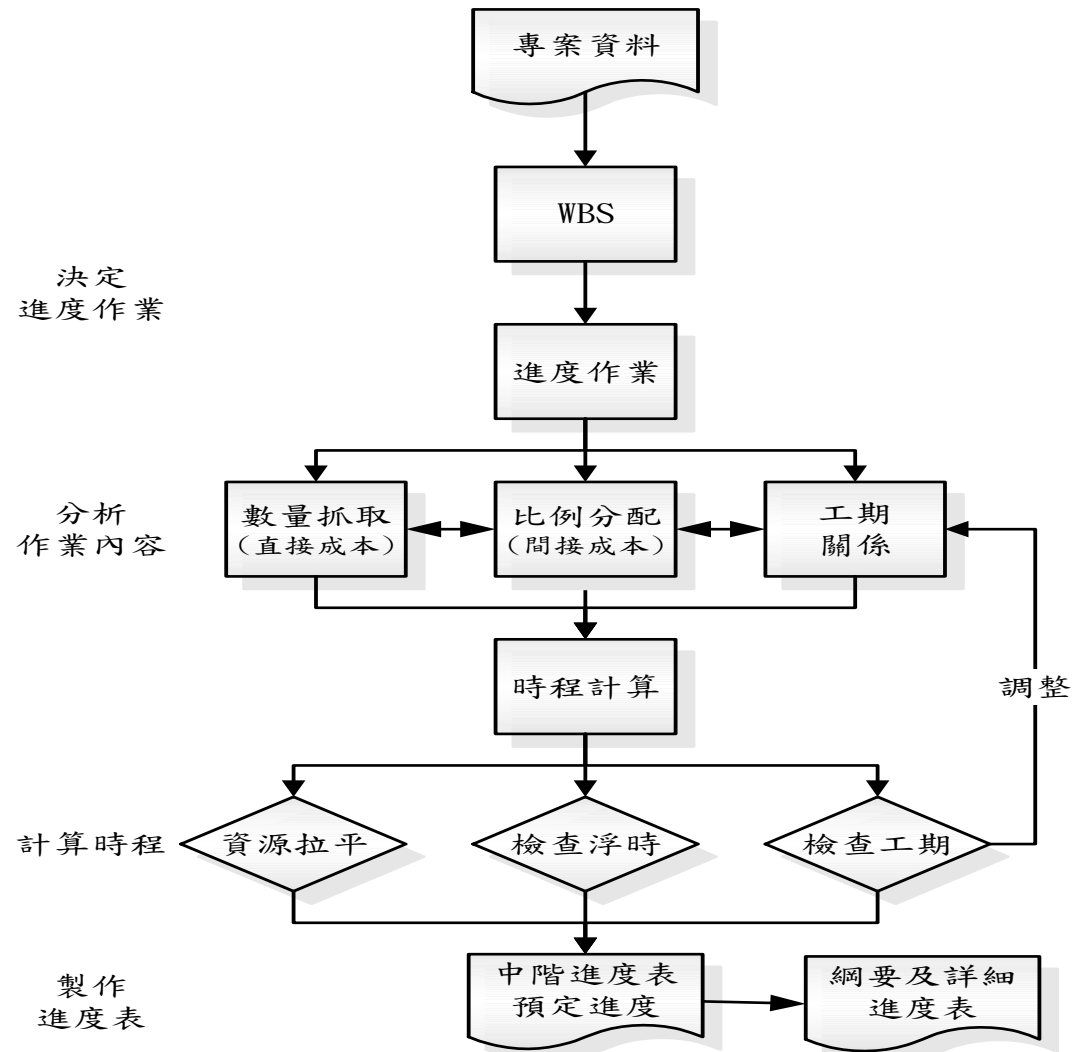 專案資料
WBS
決定
進度作業
進度作業
分析
作業內容
數量抓取
(直接成本)
比例分配
(間接成本)
工期
關係
時程計算
調整
計算時程
資源拉平
檢查浮時
檢查工期
製作
進度表
中階進度表
預定進度
綱要及詳細
進度表